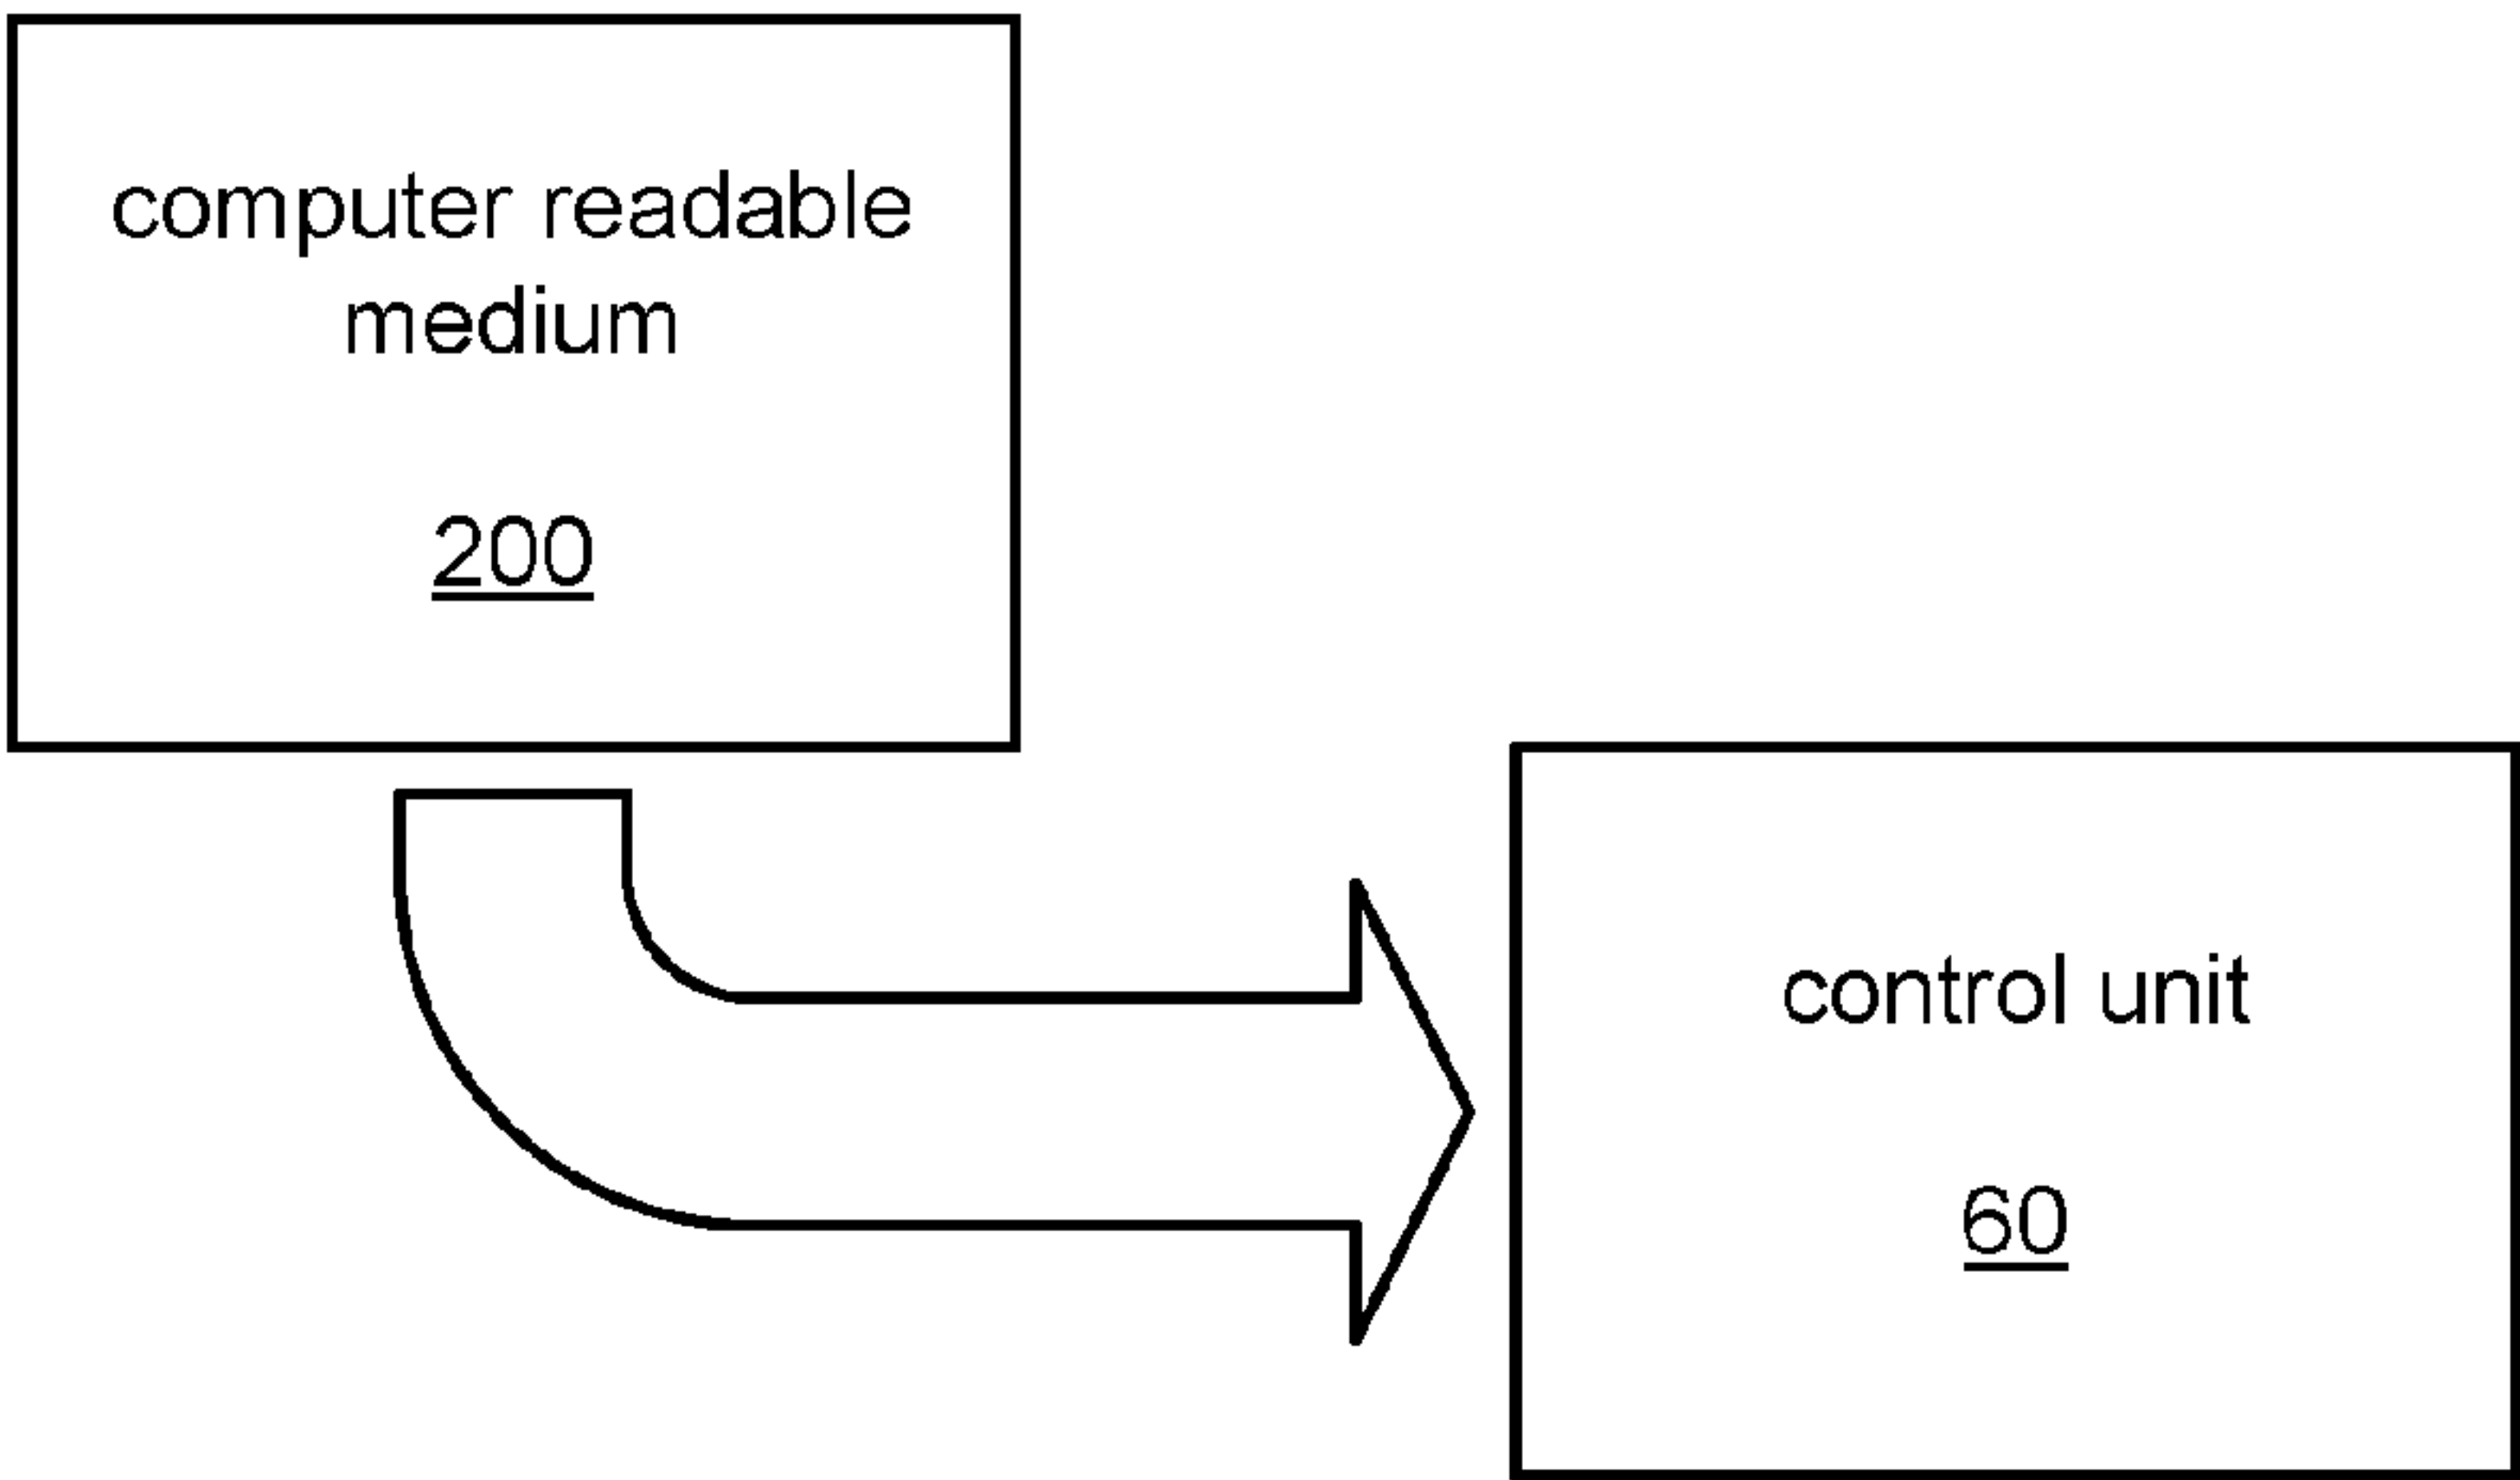 computer readable
medium
200
control unit
60